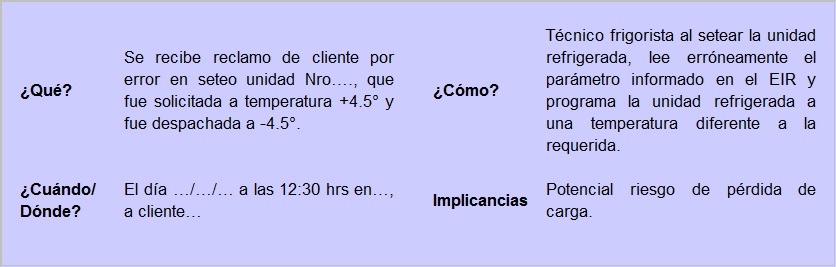 ¿Qué?
Se recibe reclamo de cliente por
error en seteo unidad Nro…., que
fue solicitada a temperatura +4.5° y
fue despachada a -4.5°.
¿Cómo?
Técnico frigorista al setear la unidad
refrigerada, lee erróneamente el
parámetro informado en el EIR y
programa la unidad refrigerada a
una temperatura diferente a la
requerida.
¿Cuándo/
Dónde?
El día …/…/… a las 12:30 hrs en…,
a cliente…
Implicancias
Potencial riesgo de pérdida de
carga.